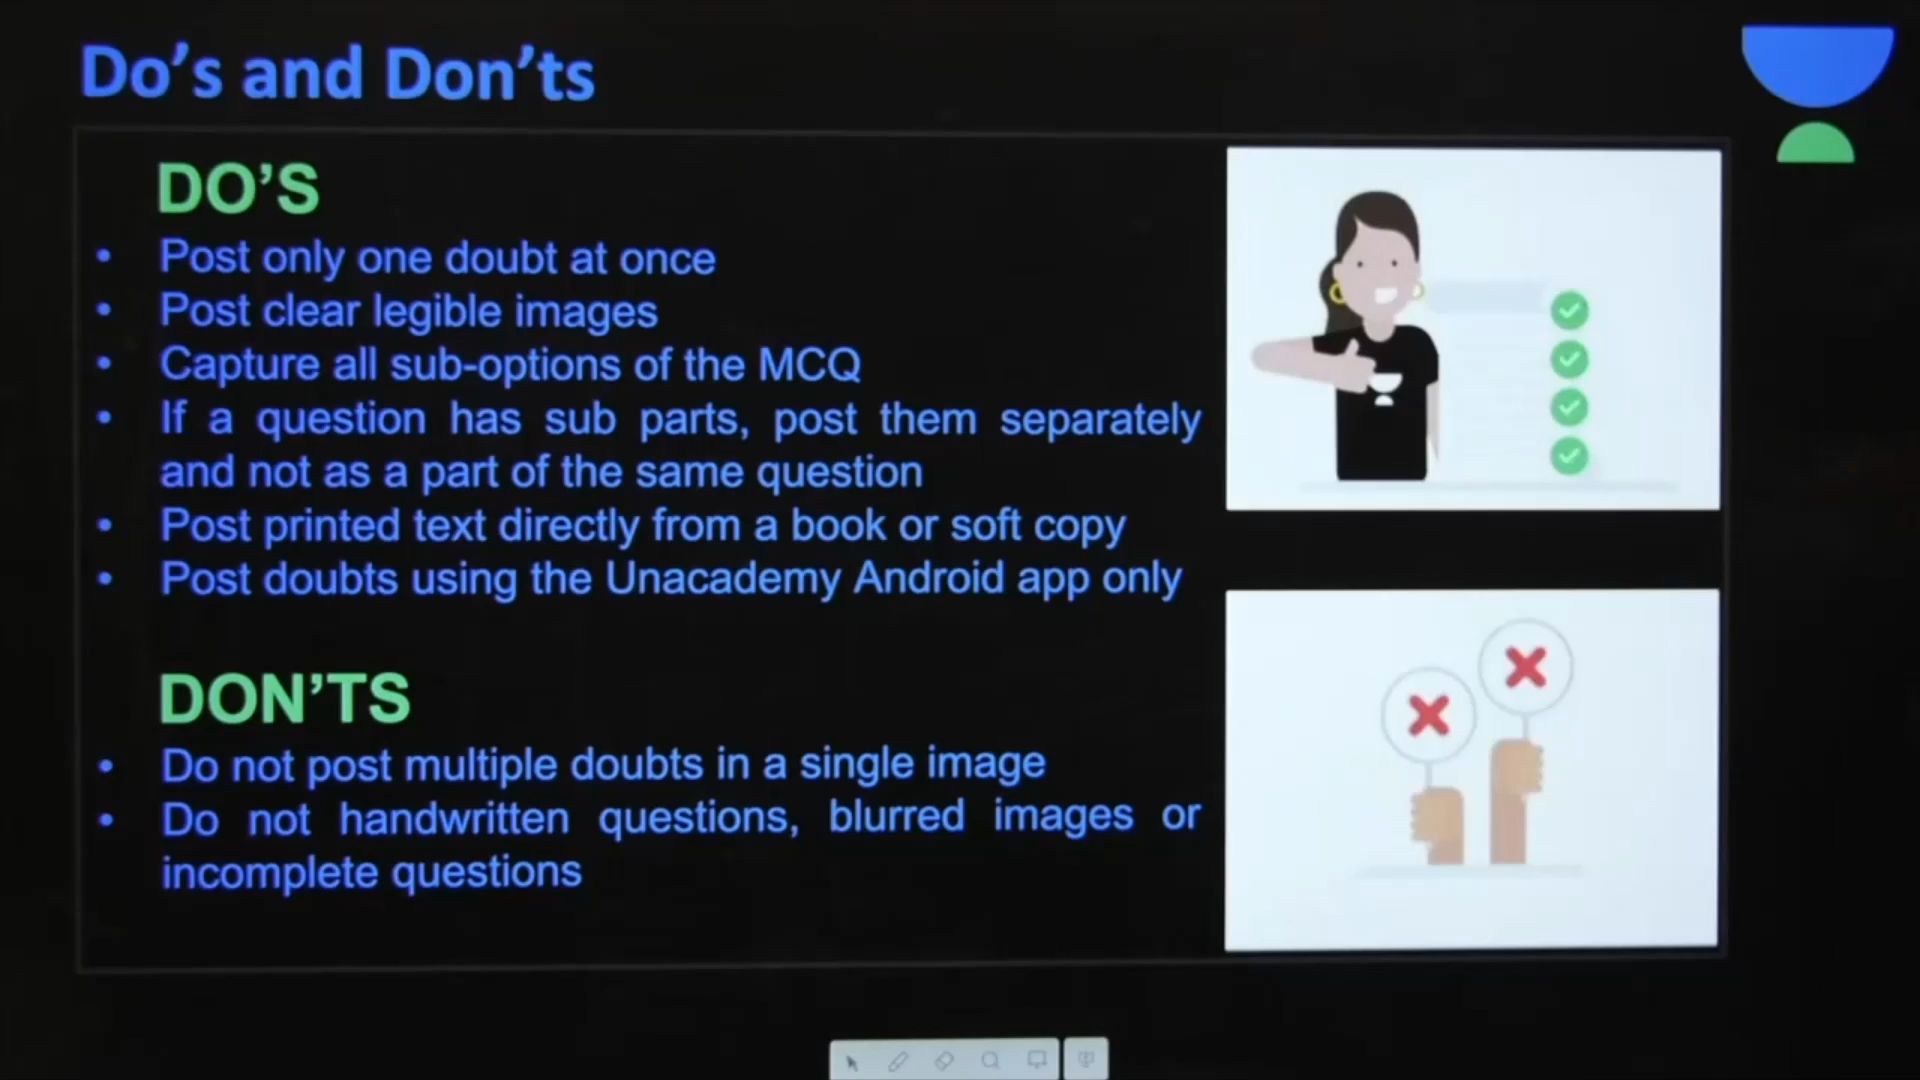 Do’s and Don’ts
DO’S
• Post only one doubt at once
• Post clear legible images
• Capture all sub-options of the MCQ
• If a question has sub parts, post them separately
and not as a part of the same question
• Post printed text directly from a book or soft copy
• Post doubts using the Unacademy Android app only
DON’TS
• Do not post multiple doubts in a single image
• Do not handwritten questions, blurred images or
incomplete questions